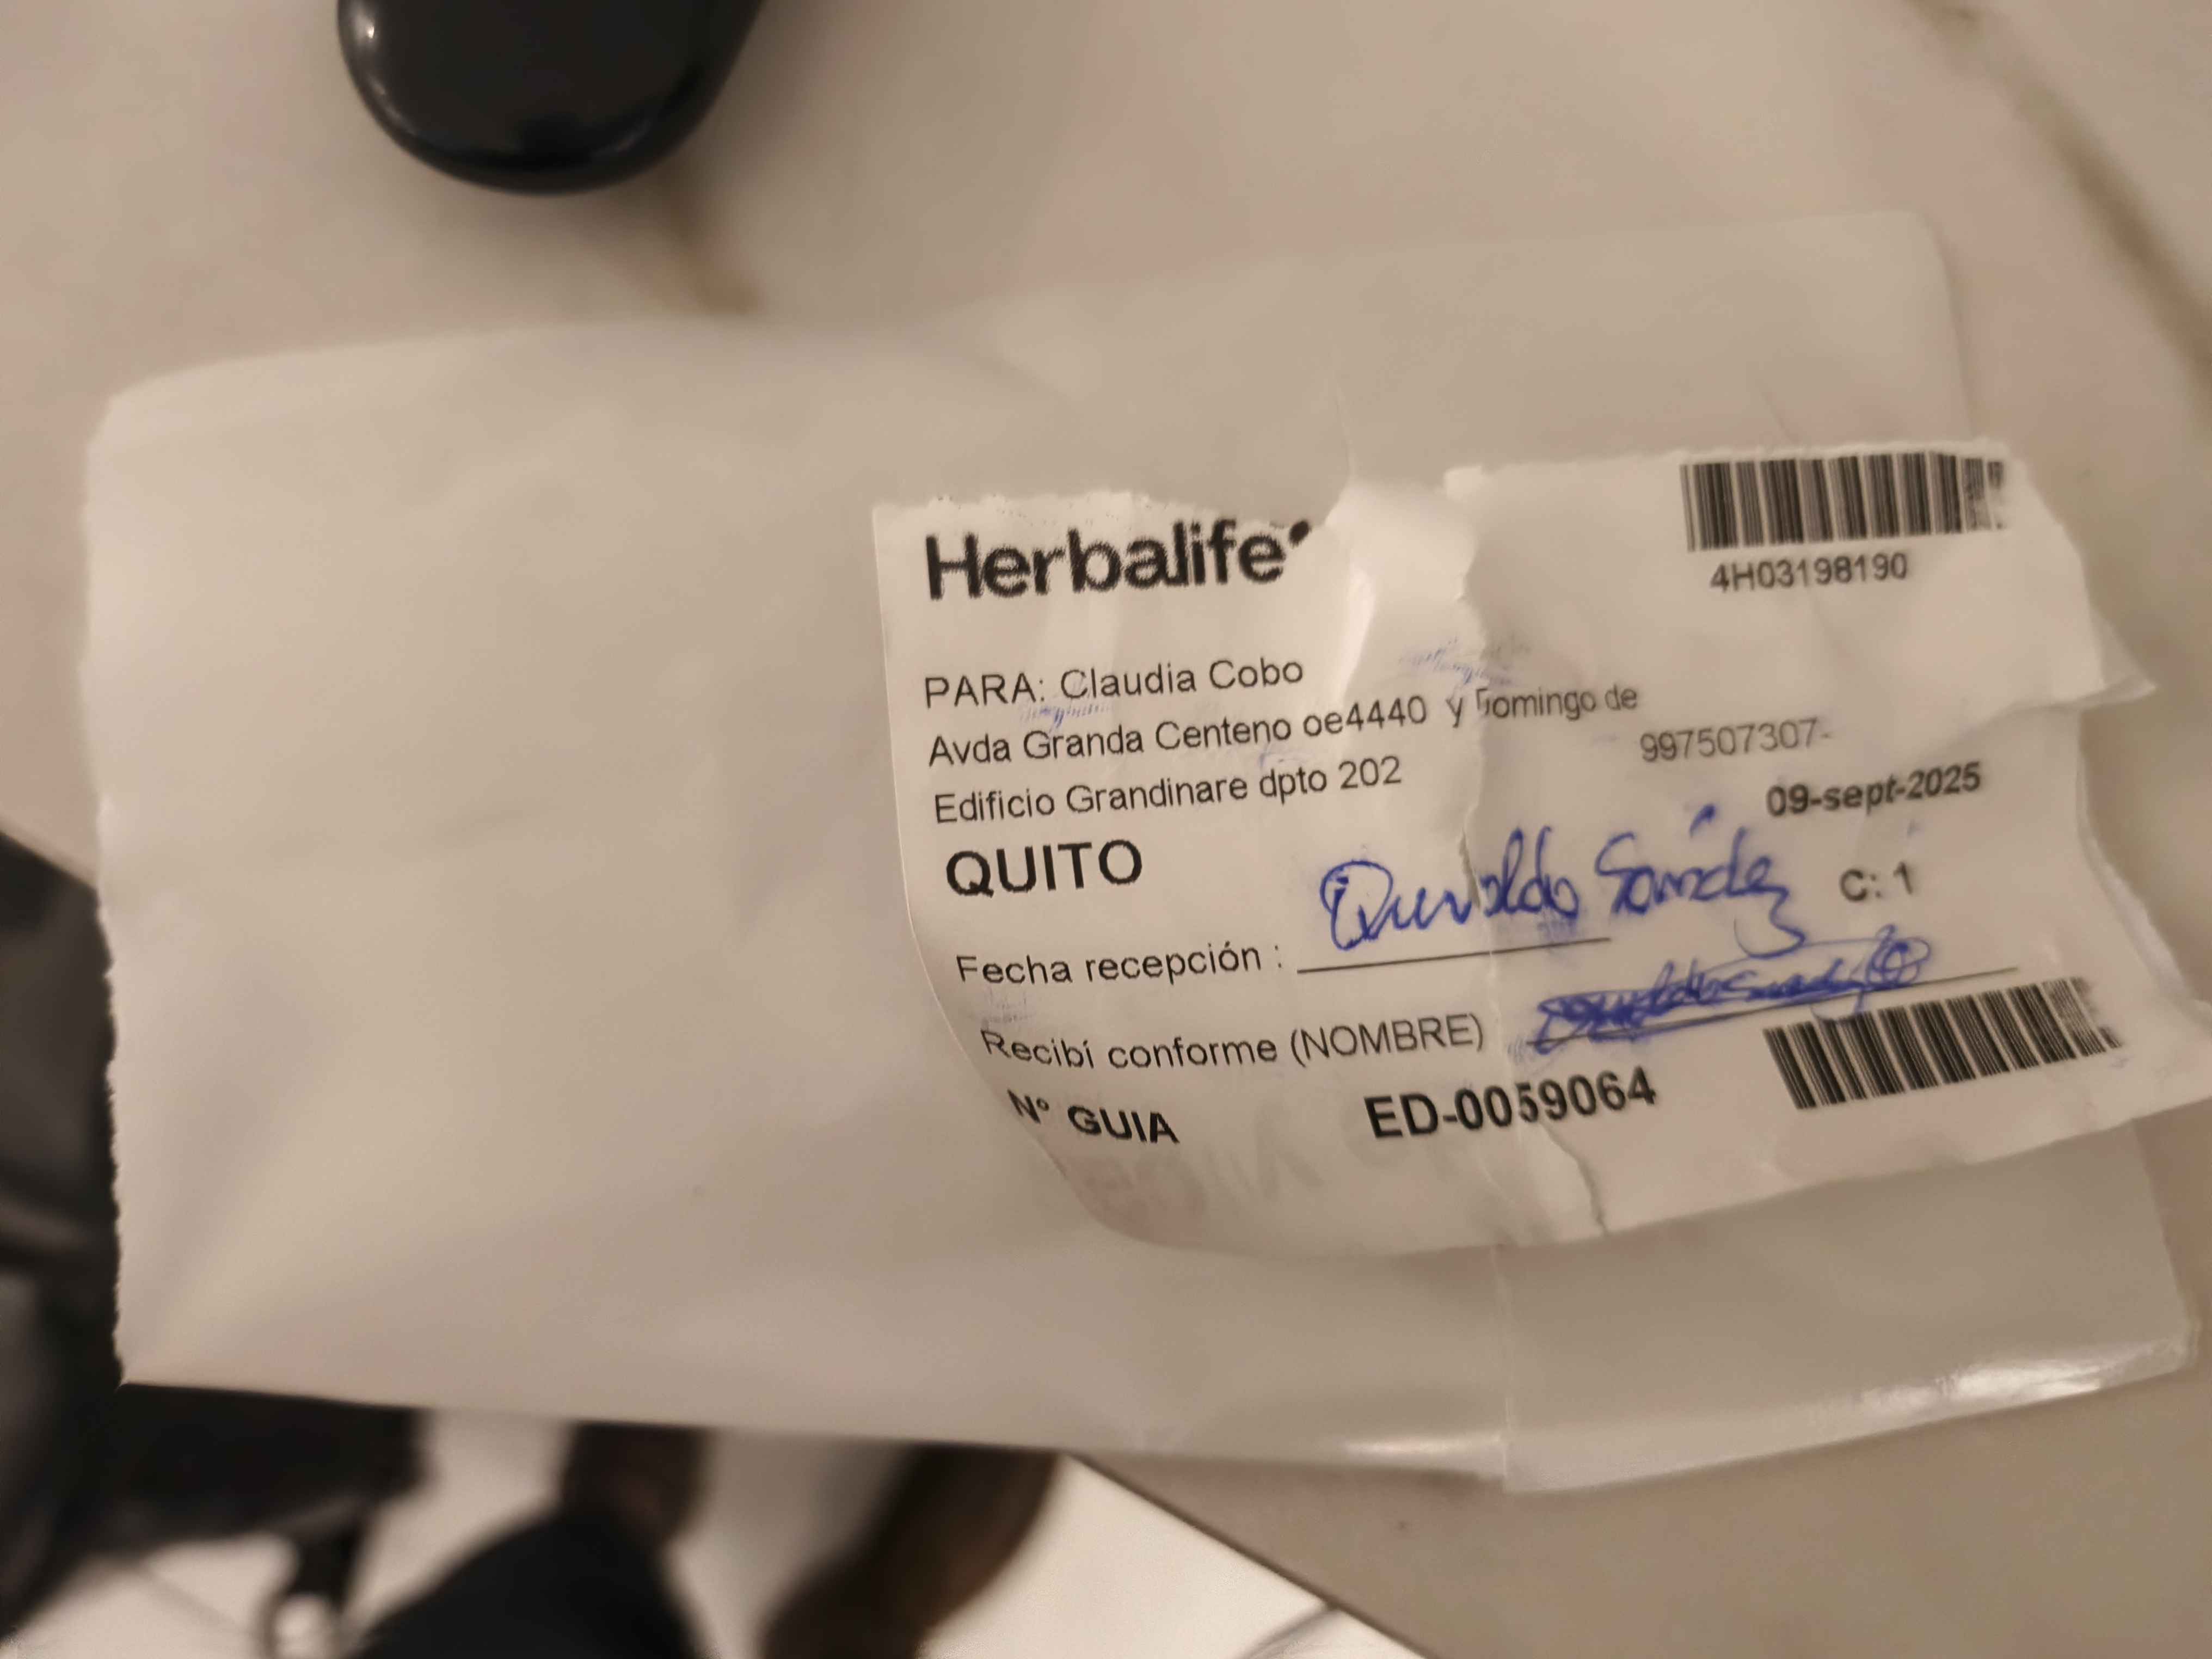 Herbalife
4H03198190
PARA: Claudia Cobo
Avda Granda Centeno oe4440 y Domingo de
997507307-
Edificio Grandinare dpto 202
09-sept-2025
QUITO
C: 1
Fecha recepción :
Recibí conforme (NOMBRE)
Nº GUIA ED-0059064